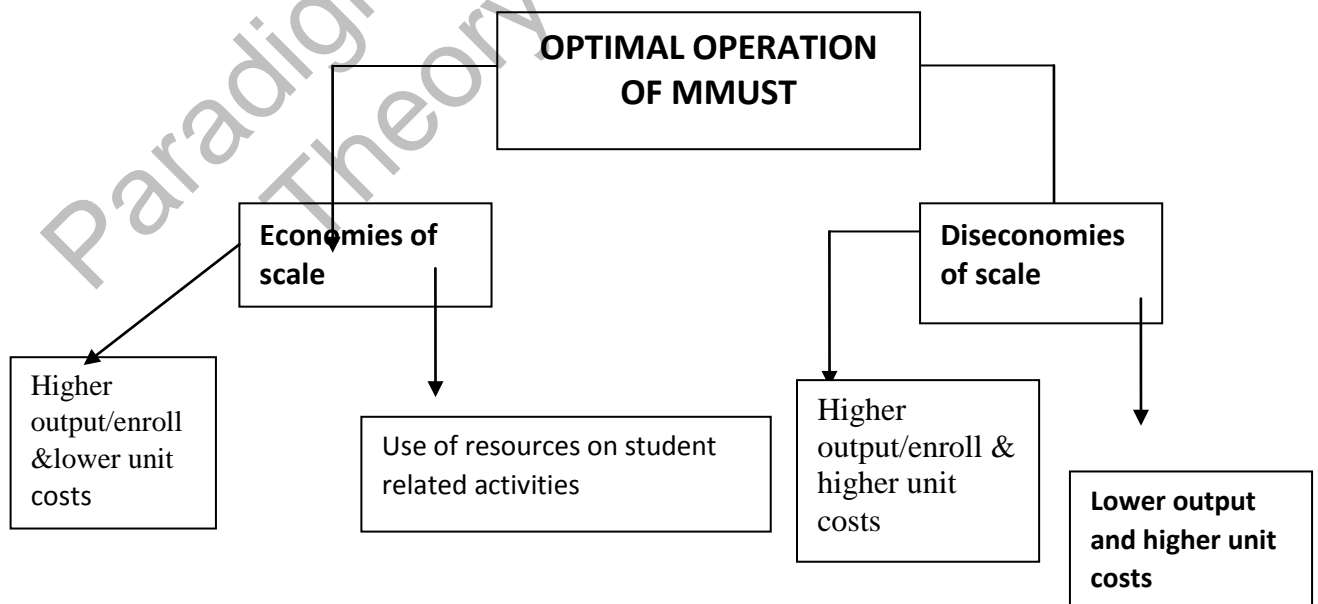 Paradig
Theory
OPTIMAL OPERATION
OF MMUST
Economies of
scale
Diseconomies
of scale
Higher
output/enroll
&lower unit
costs
Use of resources on student
related activities
Higher
output/enroll &
higher unit
costs
Lower output
and higher unit
costs